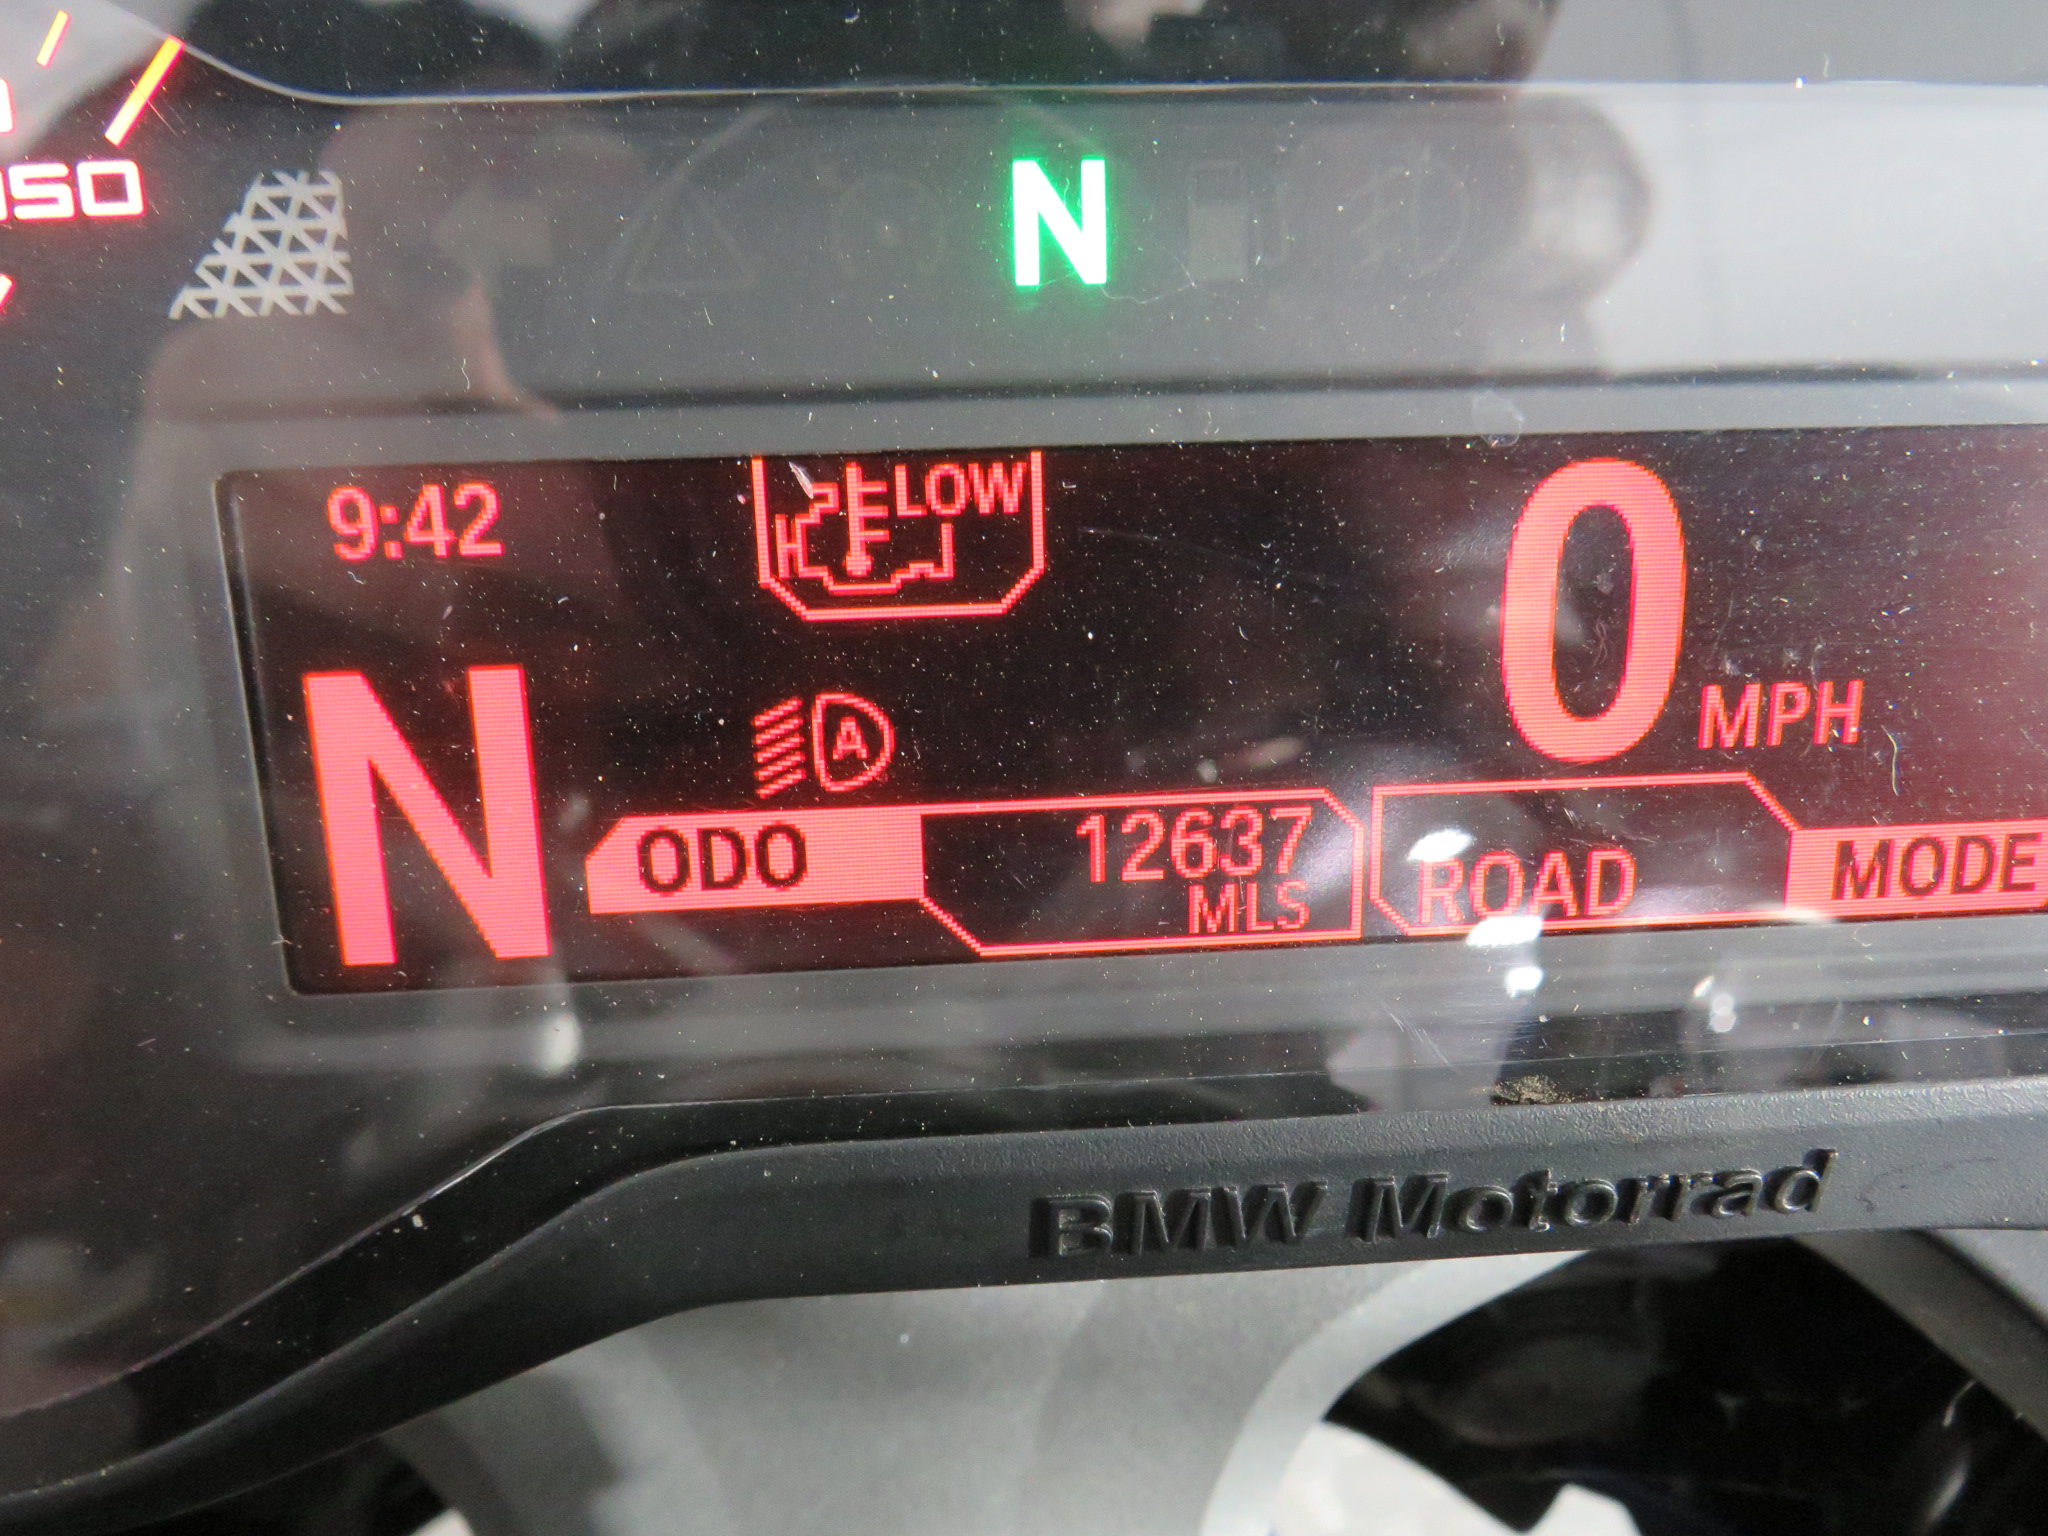 N
9:42
LOW
H
0 MPH
N
A
ODO 12637 MLS
ROAD MODE
BMW Motorrad